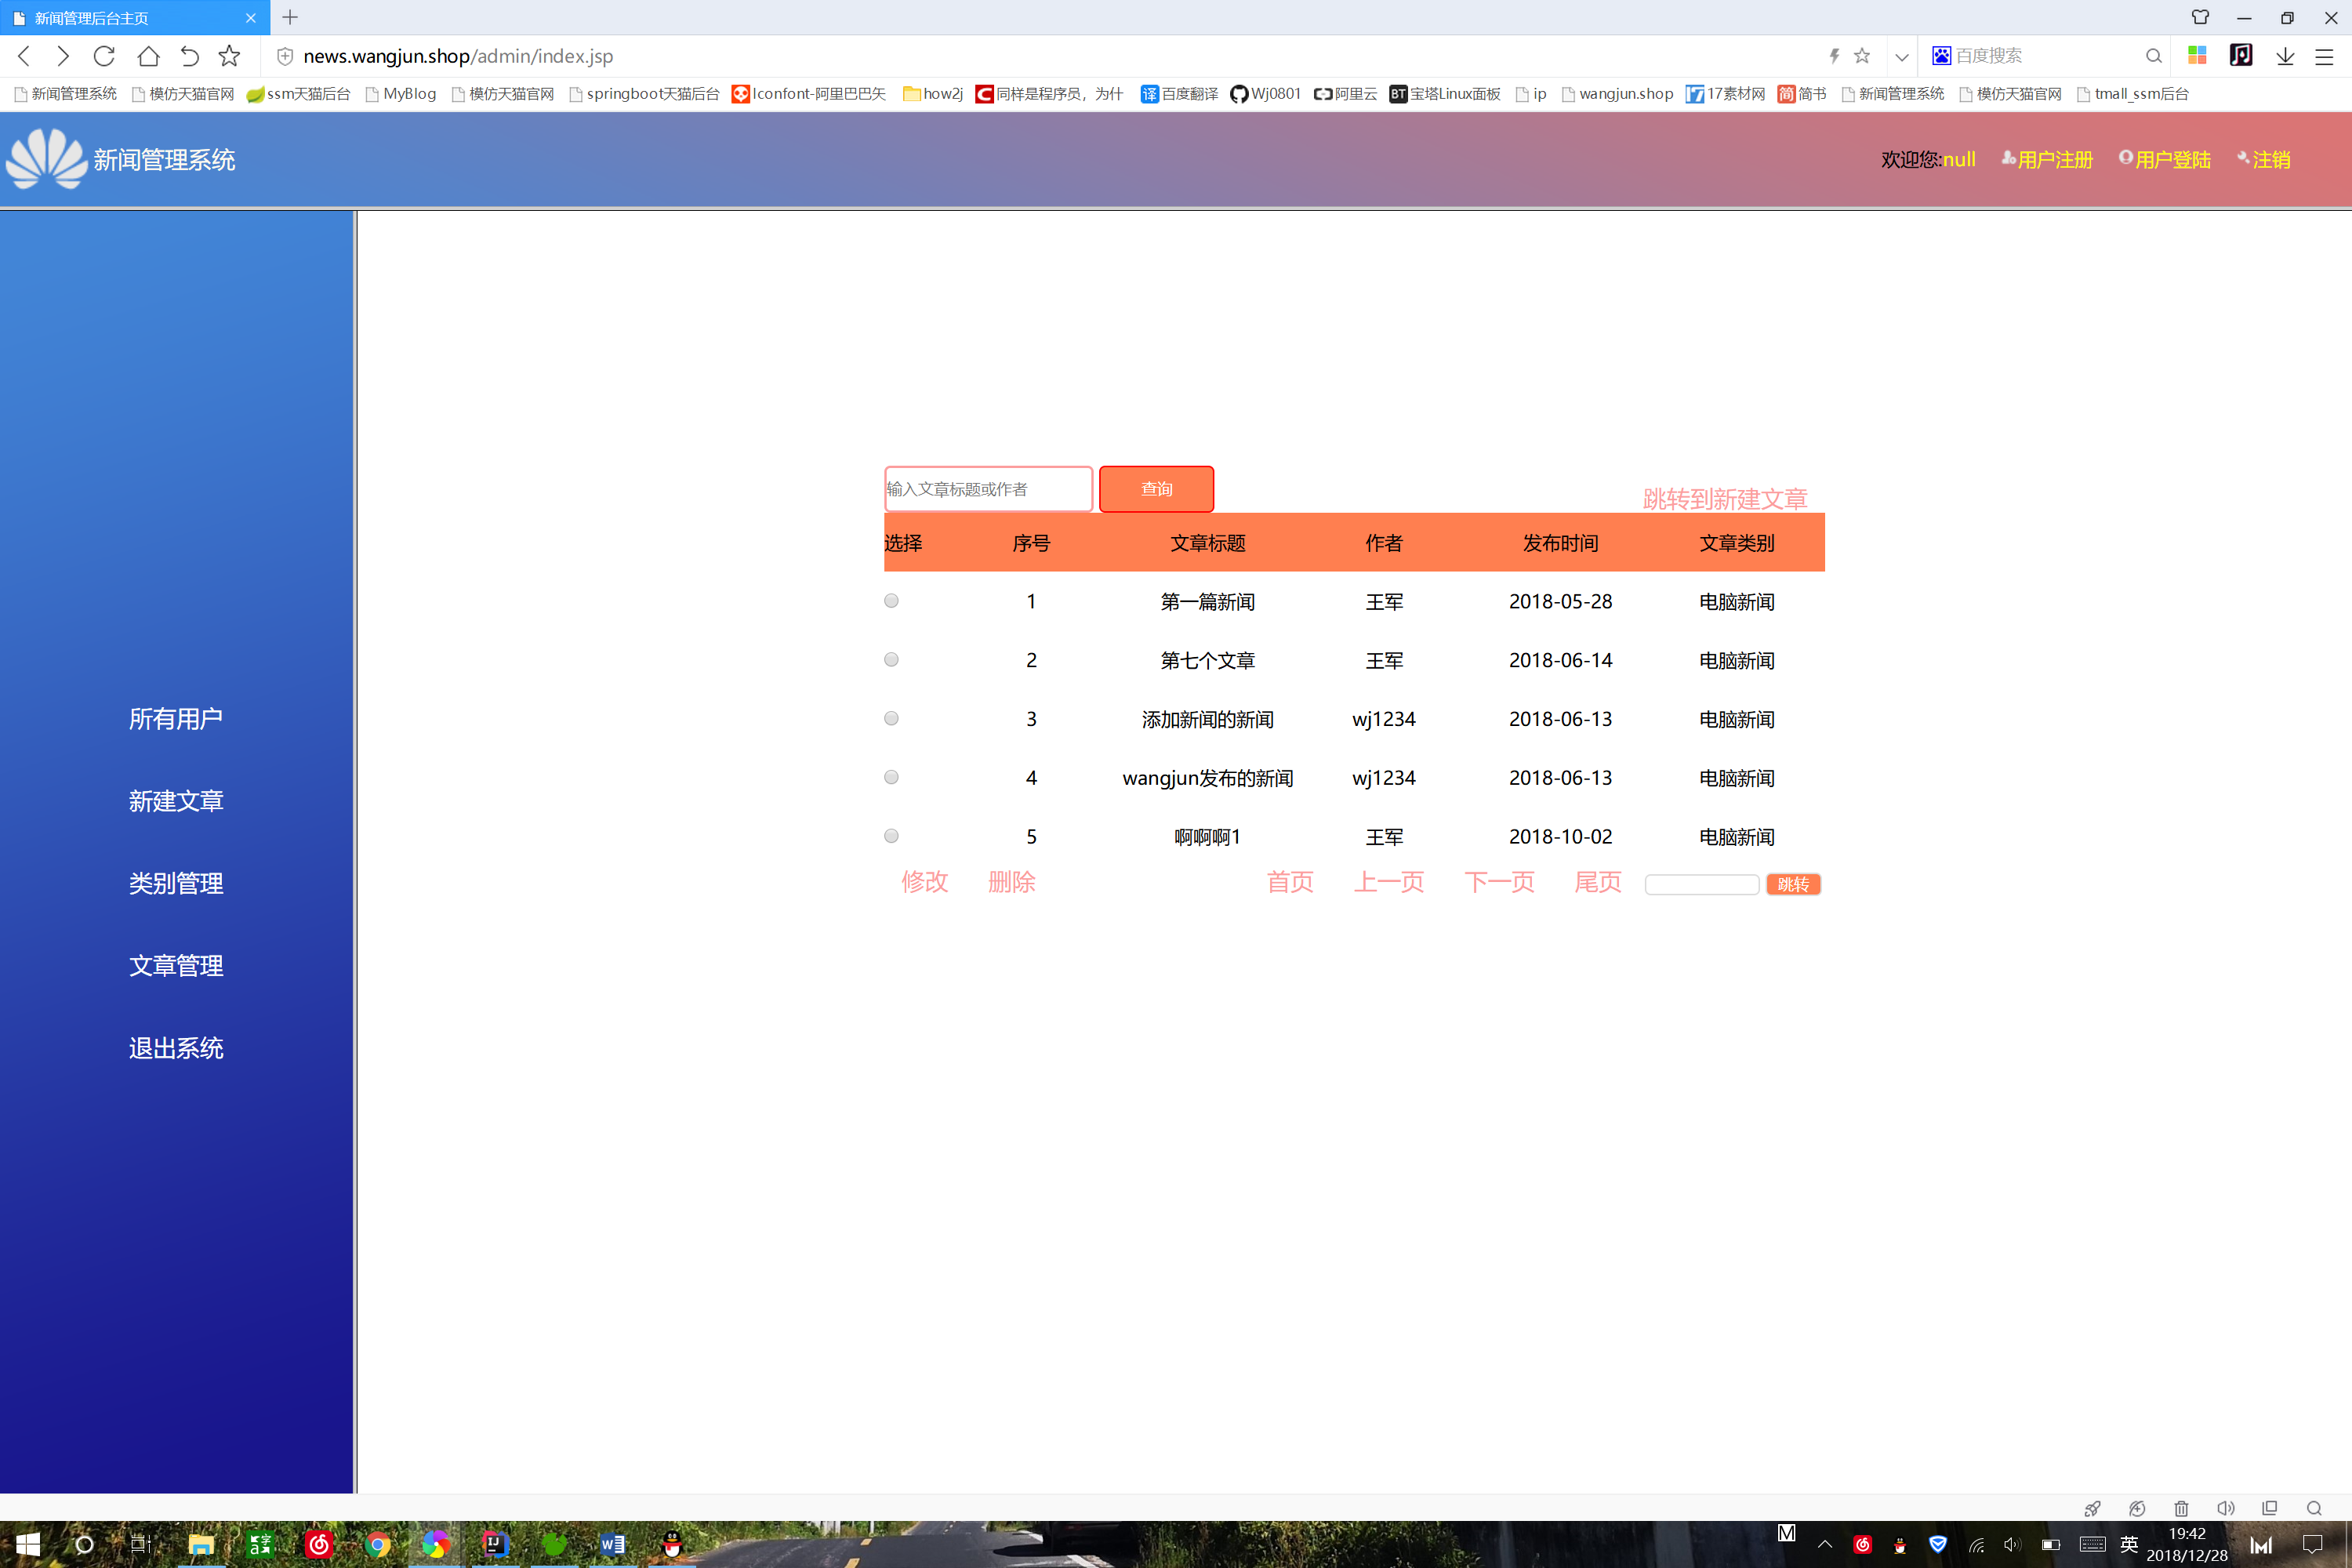 新闻管理后台主页
news.wangjun.shop/admin/index.jsp
百度搜索
新闻管理系统 模仿天猫官网 ssm天猫后台 MyBlog 模仿天猫官网 springboot天猫后台 Iconfont-阿里巴巴矢 how2j 同样是程序员，为什 译 百度翻译 Wj0801 阿里云 BT 宝塔Linux面板 ip wangjun.shop 17素材网 简 简书 新闻管理系统 模仿天猫官网 tmall_ssm后台
新闻管理系统
欢迎您:null 用户注册 用户登陆 注销
所有用户
新建文章
类别管理
文章管理
退出系统
输入文章标题或作者 查询 跳转到新建文章
选择 序号 文章标题 作者 发布时间 文章类别
1 第一篇新闻 王军 2018-05-28 电脑新闻
2 第七个文章 王军 2018-06-14 电脑新闻
3 添加新闻的新闻 wj1234 2018-06-13 电脑新闻
4 wangjun发布的新闻 wj1234 2018-06-13 电脑新闻
5 啊啊啊1 王军 2018-10-02 电脑新闻
修改 删除 首页 上一页 下一页 尾页 跳转
M 英 19:42
2018/12/28